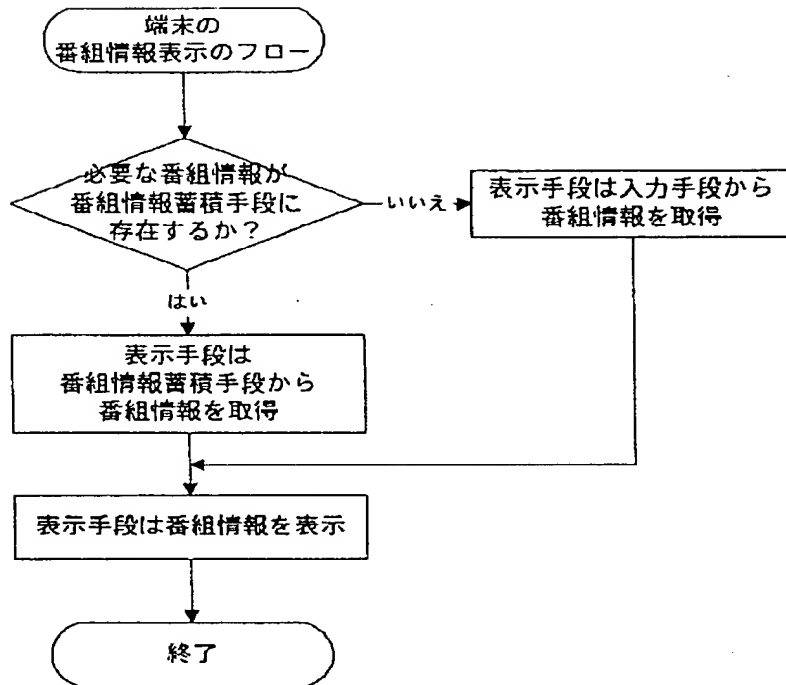 端末の
番組情報表示のフロー
必要な番組情報が
番組情報蓄積手段に
存在するか？
いいえ
表示手段は入力手段から
番組情報を取得
はい
表示手段は
番組情報蓄積手段から
番組情報を取得
表示手段は番組情報を表示
終了